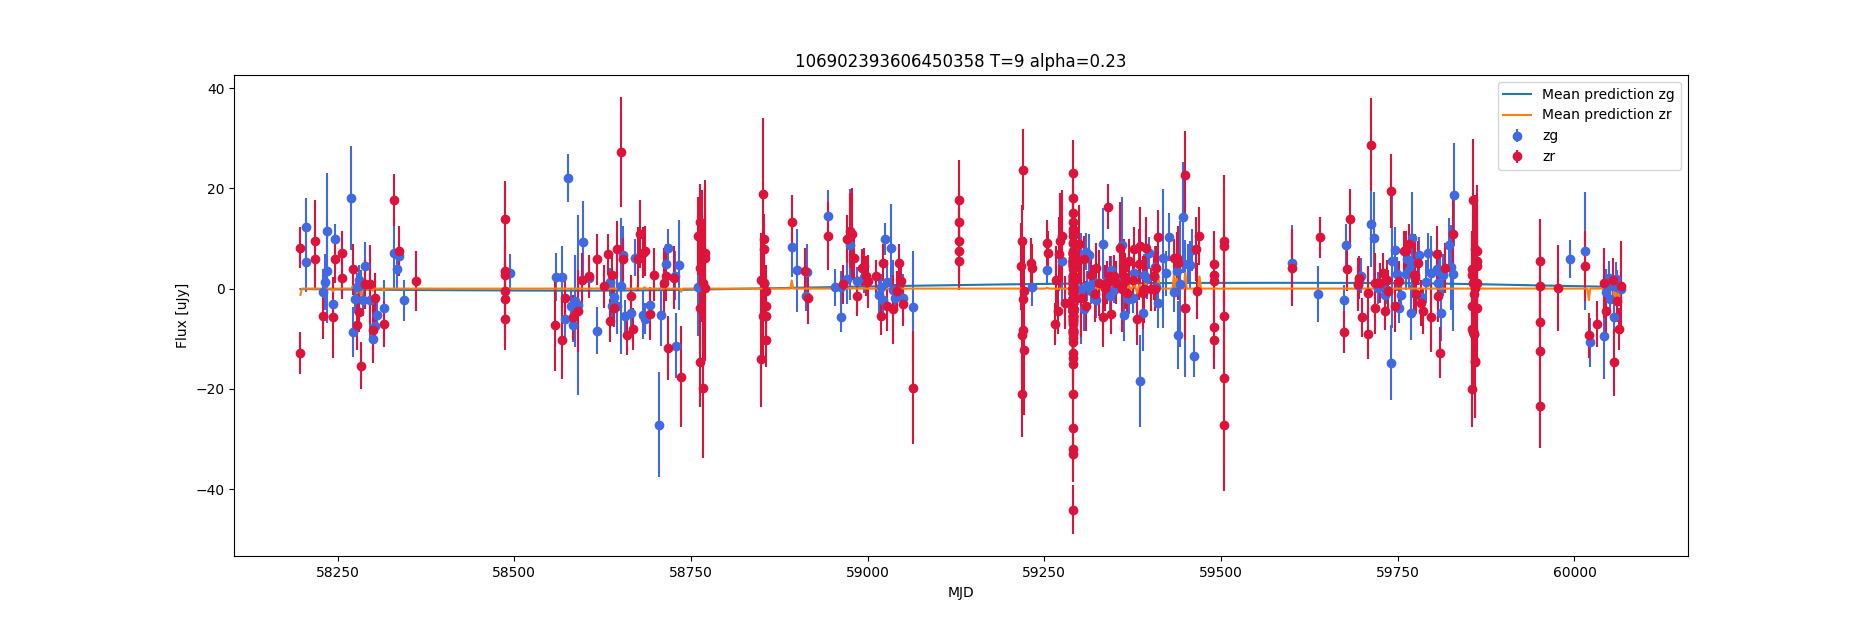 106902393606450358 T=9 alpha=0.23
Mean prediction zg
Mean prediction zr
zg
zr
Flux [uJy]
40
20
0
−20
−40
58250 58500 58750 59000 59250 59500 59750 60000
MJD